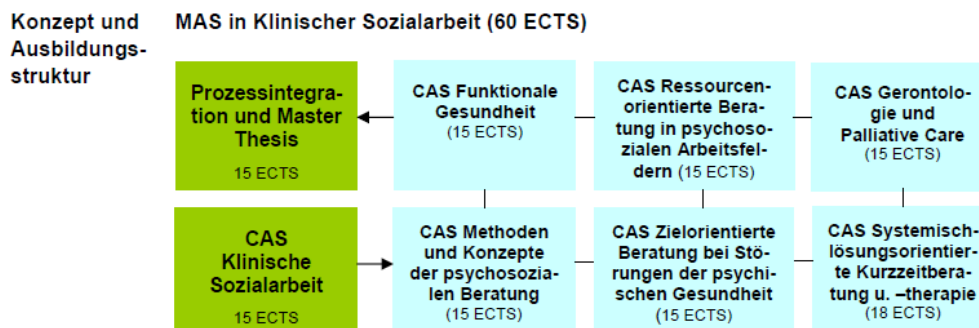 Konzept und
Ausbildungs-
struktur
MAS in Klinischer Sozialarbeit (60 ECTS)
Prozessintegra-
tion und Master
Thesis
15 ECTS
CAS Funktionale
Gesundheit
(15 ECTS)
CAS Ressourcen-
orientierte Bera-
tung in psychoso-
zialen Arbeitsfel-
dern (15 ECTS)
CAS Gerontolo-
gie und
Palliative Care
(15 ECTS)
CAS
Klinische
Sozialarbeit
15 ECTS
CAS Methoden
und Konzepte
der psychosozia-
len Beratung
(15 ECTS)
CAS Zielorientierte
Beratung bei Stö-
rungen der psychi-
schen Gesundheit
(15 ECTS)
CAS Systemisch-
lösungsorientier-
te Kurzzeitbera-
tung u. –therapie
(18 ECTS)